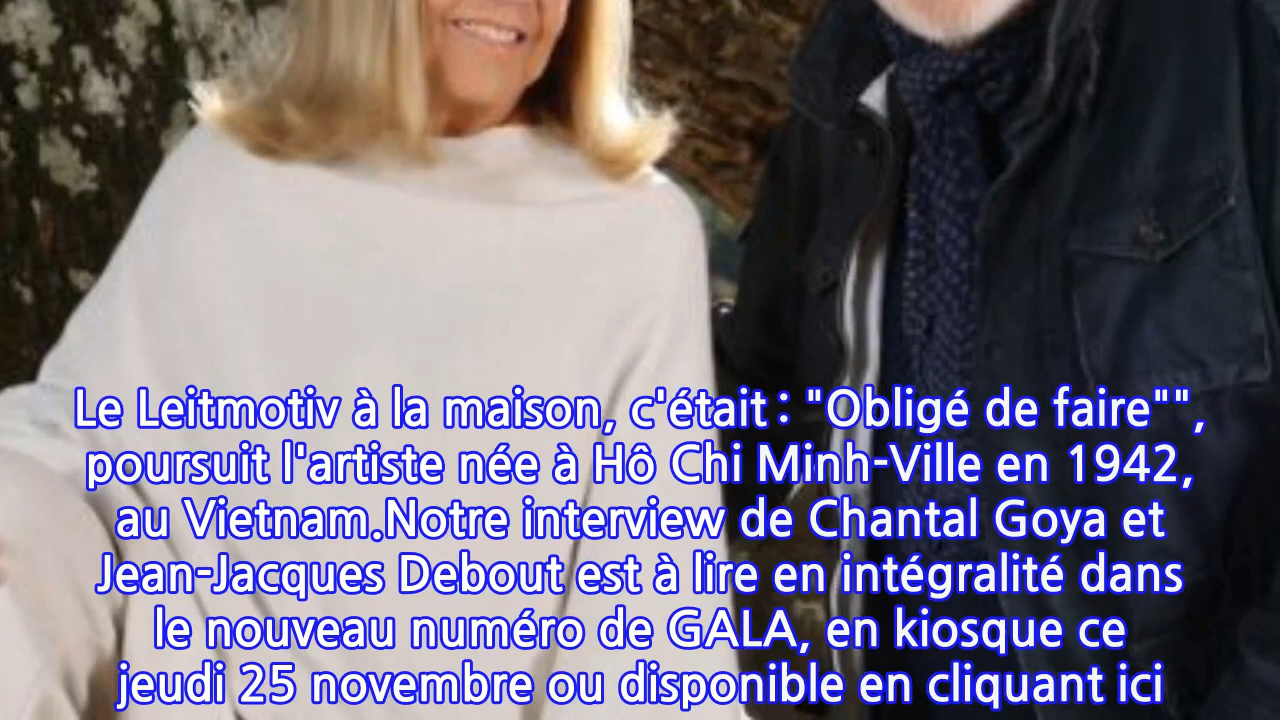 Le Leitmotiv à la maison, c'était : "Obligé de faire"",
poursuit l'artiste née à Hô Chi Minh-Ville en 1942,
au Vietnam.Notre interview de Chantal Goya et
Jean-Jacques Debout est à lire en intégralité dans
le nouveau numéro de GALA, en kiosque ce
jeudi 25 novembre ou disponible en cliquant ici